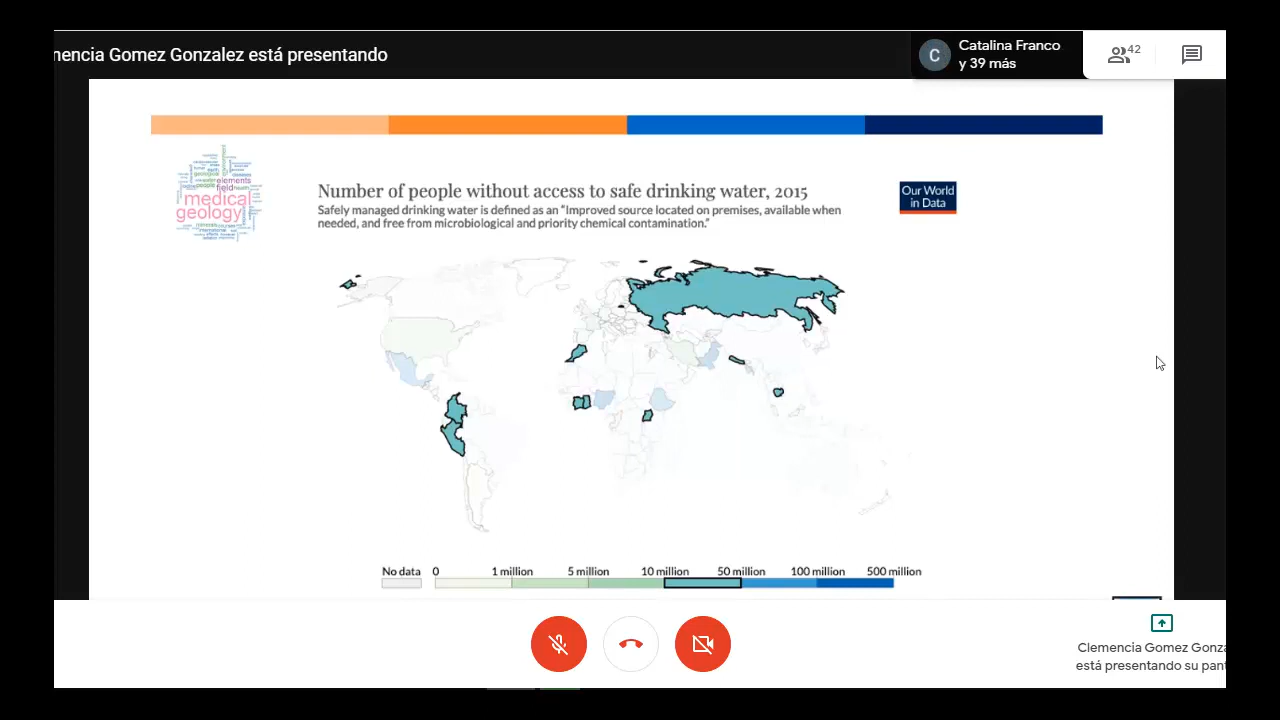 mencia Gomez Gonzalez está presentando
C
Catalina Franco
y 39 más
42
medical
geology
elements
field
Number of people without access to safe drinking water, 2015
Safely managed drinking water is defined as an “Improved source located on premises, available when
needed, and free from microbiological and priority chemical contamination.”
Our World
in Data
No data 0 1 million 5 million 10 million 50 million 100 million 500 million
Clemencia Gomez Gonza
está presentando su pan